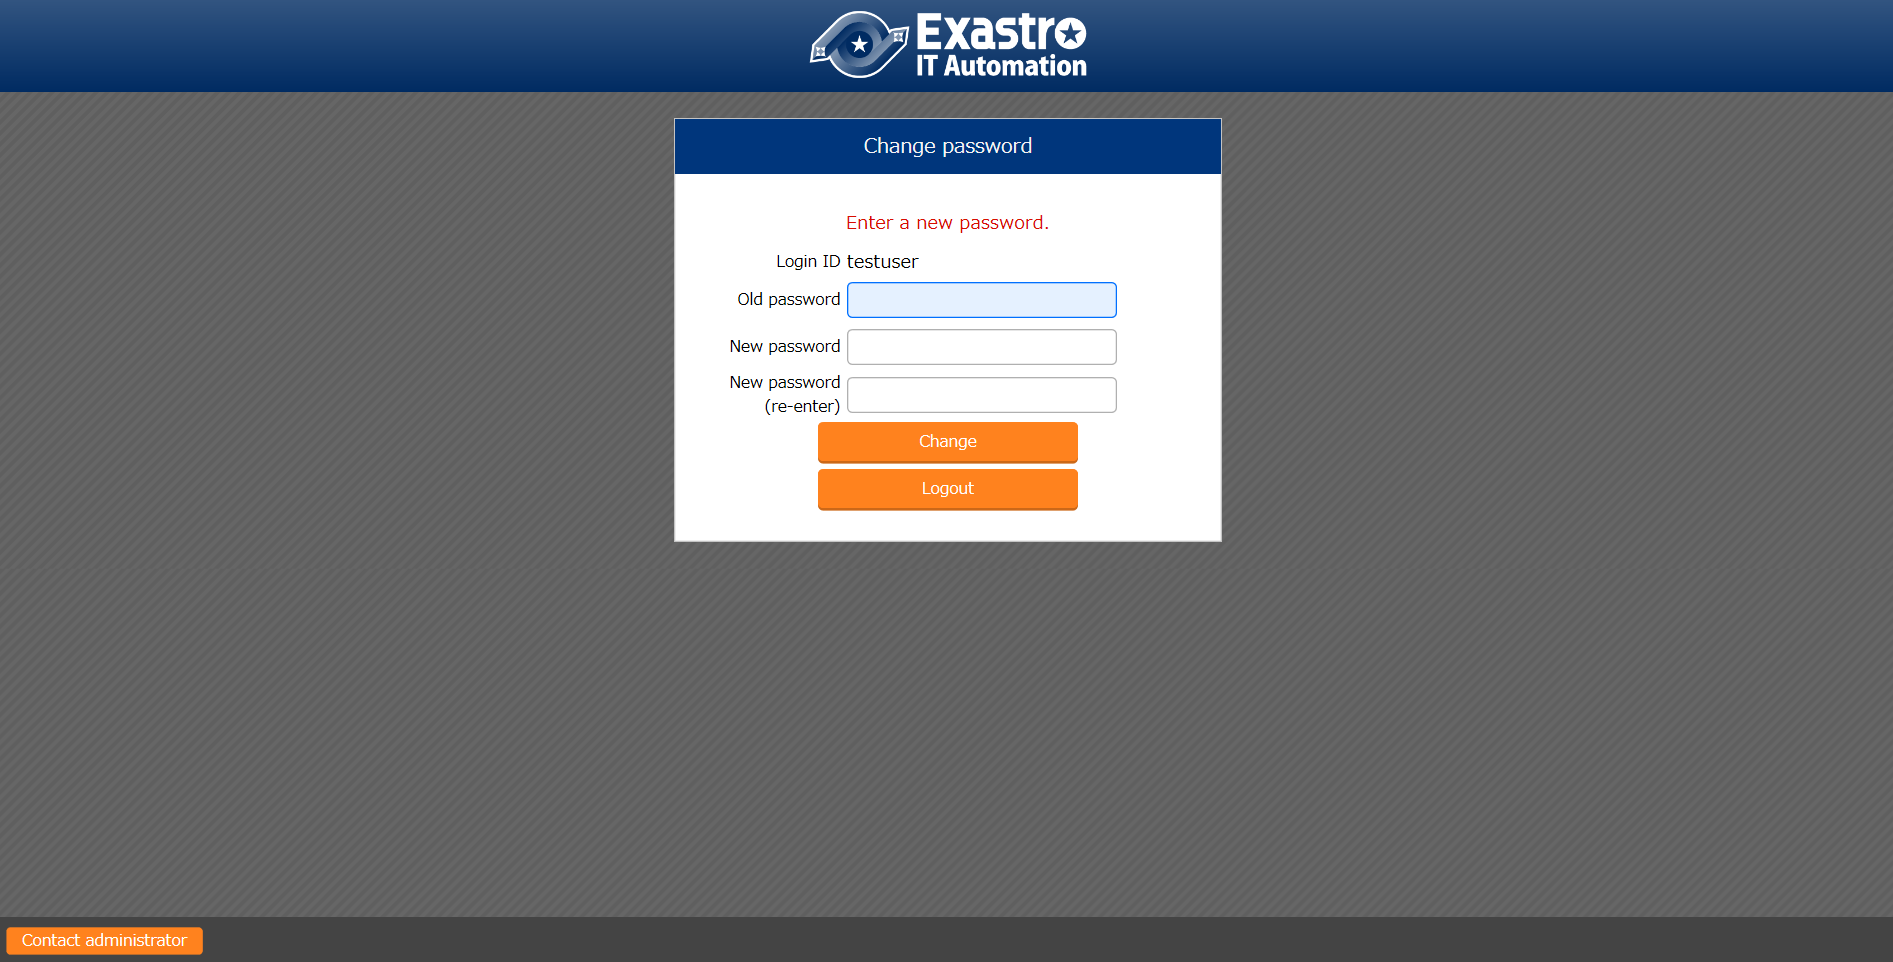 Exastro
IT Automation
Change password
Enter a new password.
Login ID testuser
Old password
New password
New password
(re-enter)
Change
Logout
Contact administrator